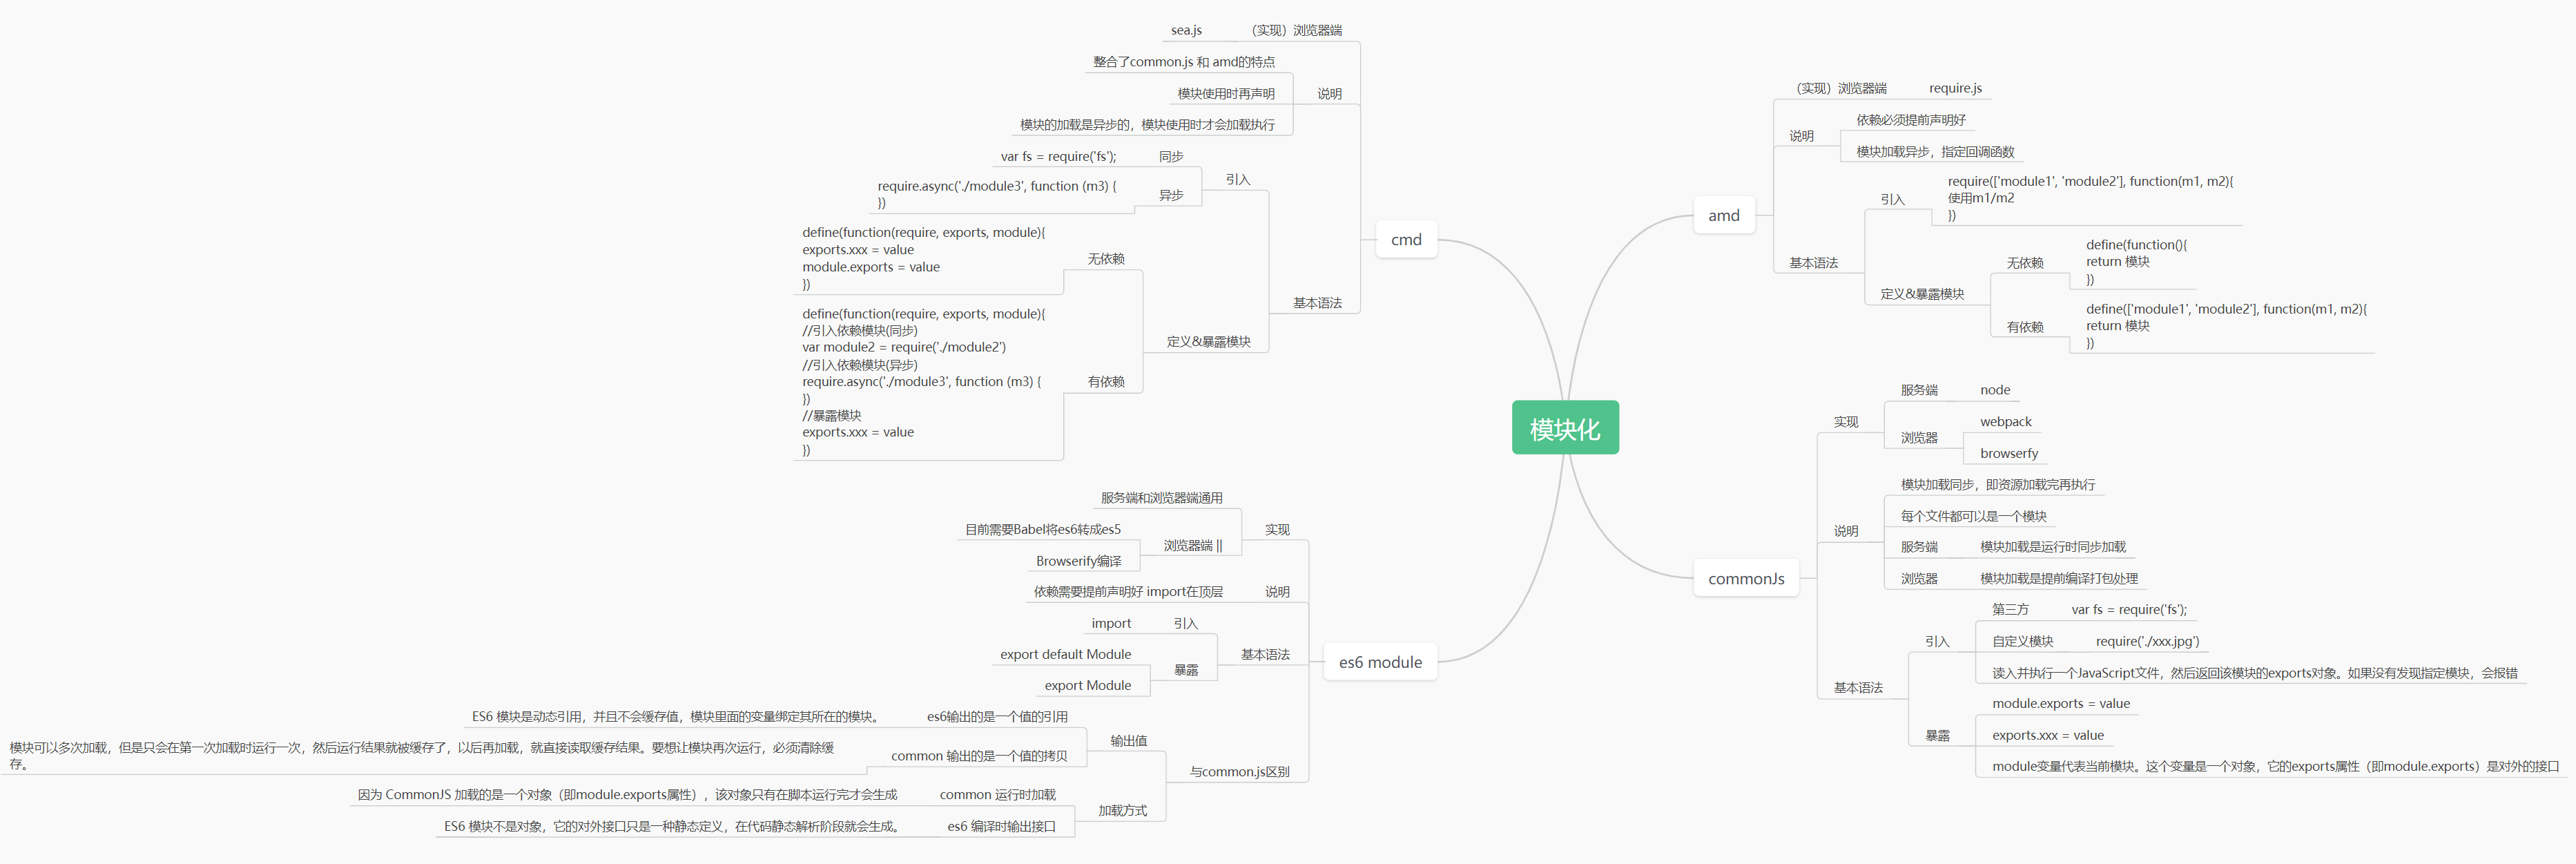 模块化
amd
（实现）浏览器端
require.js
说明
依赖必须提前声明好
模块加载异步，指定回调函数
基本语法
引入
require(['module1', 'module2'], function(m1, m2){
使用m1/m2
})
定义&暴露模块
无依赖
define(function(){
return 模块
})
有依赖
define(['module1', 'module2'], function(m1, m2){
return 模块
})
commonJs
实现
服务端
node
浏览器
webpack
browserfy
说明
模块加载同步，即资源加载完再执行
每个文件都可以是一个模块
服务端
模块加载是运行时同步加载
浏览器
模块加载是提前编译打包处理
基本语法
引入
第三方
var fs = require('fs');
自定义模块
require('./xxx.jpg')
读入并执行一个JavaScript文件，然后返回该模块的exports对象。如果没有发现指定模块，会报错
暴露
module.exports = value
exports.xxx = value
module变量代表当前模块。这个变量是一个对象，它的exports属性（即module.exports）是对外的接口
cmd
（实现）浏览器端
sea.js
说明
整合了common.js 和 amd的特点
模块使用时再声明
模块的加载是异步的，模块使用时才会加载执行
基本语法
引入
同步
var fs = require('fs');
异步
require.async('./module3', function (m3) {
})
定义&暴露模块
无依赖
define(function(require, exports, module){
exports.xxx = value
module.exports = value
})
有依赖
define(function(require, exports, module){
//引入依赖模块(同步)
var module2 = require('./module2')
//引入依赖模块(异步)
require.async('./module3', function (m3) {
})
//暴露模块
exports.xxx = value
})
es6 module
实现
服务端和浏览器端通用
浏览器端 ||
目前需要Babel将es6转成es5
Browserify编译
说明
依赖需要提前声明好 import在顶层
基本语法
引入
import
暴露
export default Module
export Module
与common.js区别
输出值
es6输出的是一个值的引用
ES6 模块是动态引用，并且不会缓存值，模块里面的变量绑定其所在的模块。
common 输出的是一个值的拷贝
模块可以多次加载，但是只会在第一次加载时运行一次，然后运行结果就被缓存了，以后再加载，就直接读取缓存结果。要想让模块再次运行，必须清除缓
存。
加载方式
common 运行时加载
因为 CommonJS 加载的是一个对象（即module.exports属性），该对象只有在脚本运行完才会生成
es6 编译时输出接口
ES6 模块不是对象，它的对外接口只是一种静态定义，在代码静态解析阶段就会生成。